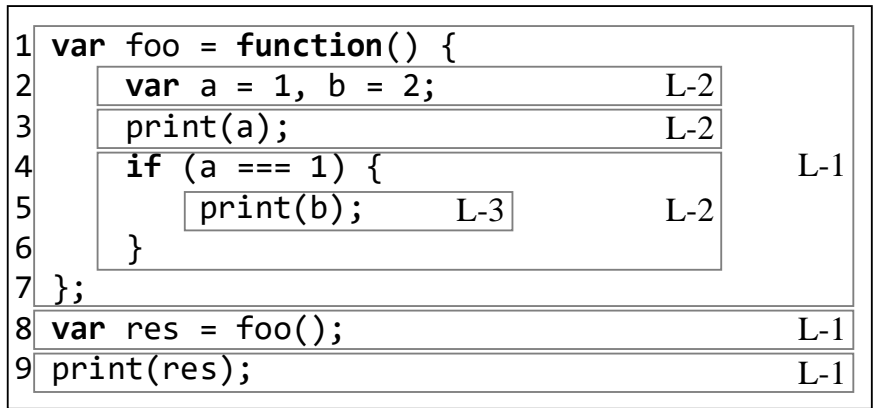 1 var foo = function() {
2 var a = 1, b = 2; L-2
3 print(a); L-2
4 if (a === 1) { L-1
5 print(b); L-3 L-2
6 }
7 };
8 var res = foo(); L-1
9 print(res); L-1